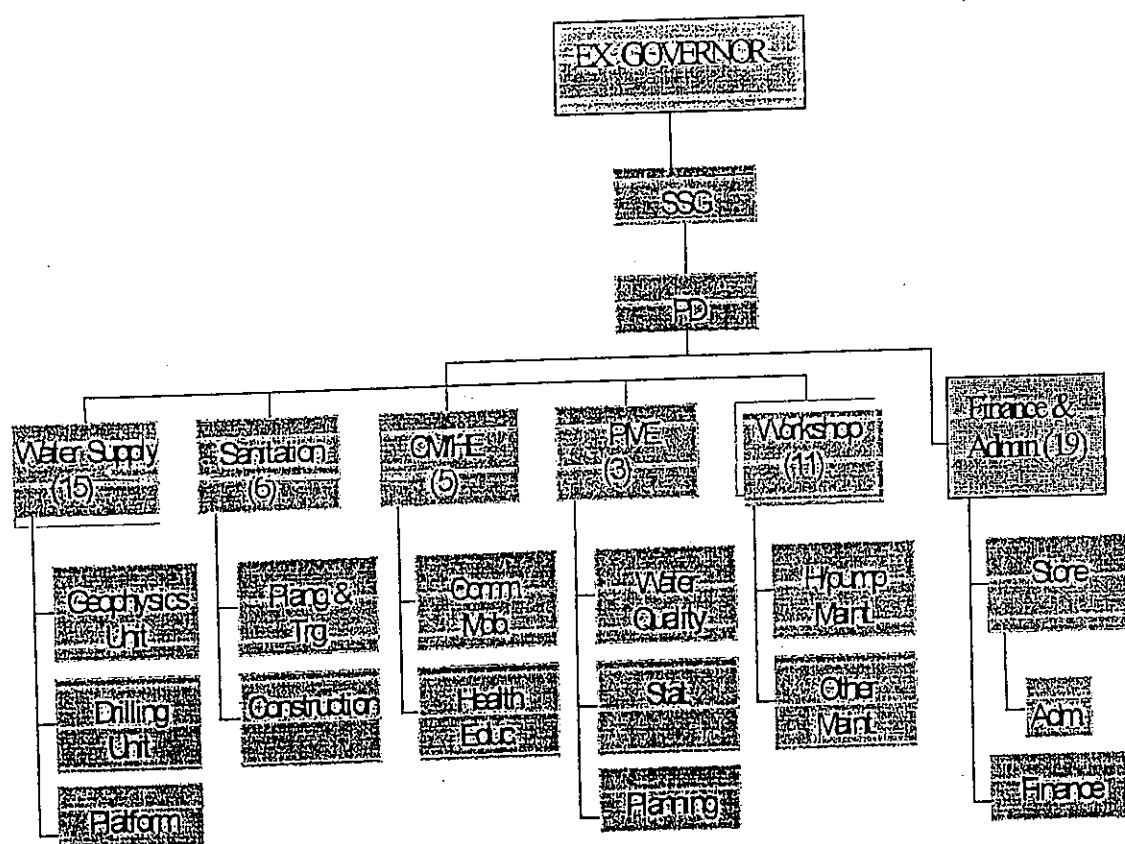 EX GOVERNOR
SSG
PD
Water Supply
(15)
Sanitation
(6)
CM/HE
(5)
PME
(3)
Workshop
(11)
Finance &
Admin (19)
Geophysics
Unit
Plang &
Trg
Comm
Mob
Water
Quality
H/pump
Maint.
Store
Drilling
Unit
Construction
Health
Educ
Stat.
Other
Maint.
Adm
Platform
Planning
Finance